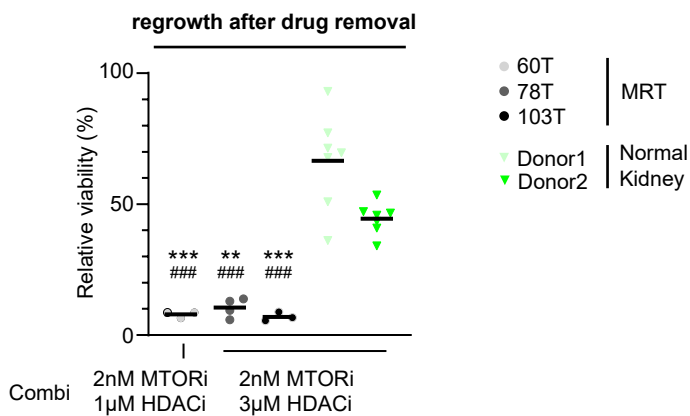 regrowth after drug removal
Relative viability (%)
100
50
0
***
###
**
###
***
###
60T
78T
103T
MRT
Donor1
Donor2
Normal
Kidney
Combi
2nM MTORi
1µM HDACi
2nM MTORi
3µM HDACi